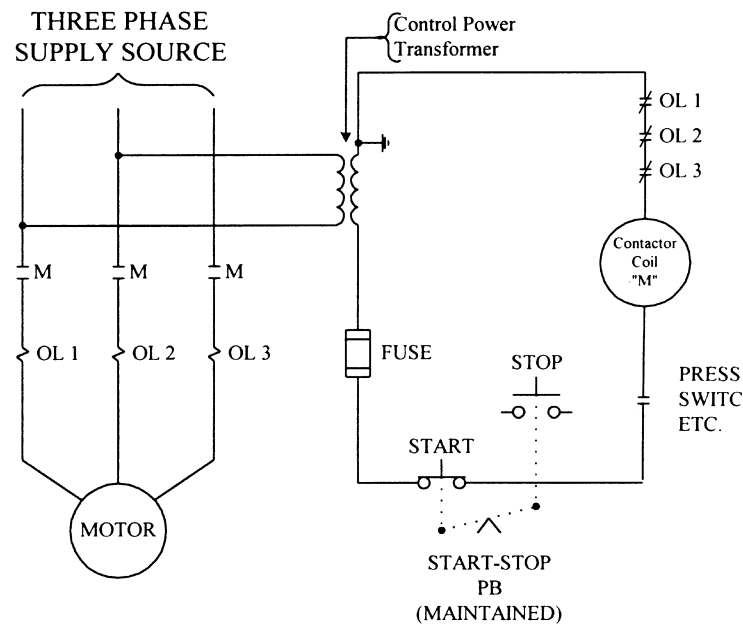 THREE PHASE
SUPPLY SOURCE
Control Power
Transformer
OL 1
OL 2
OL 3
Contactor
Coil
"M"
M
M
M
OL 1
OL 2
OL 3
FUSE
STOP
PRESS
SWITC
ETC.
START
MOTOR
START-STOP
PB
(MAINTAINED)